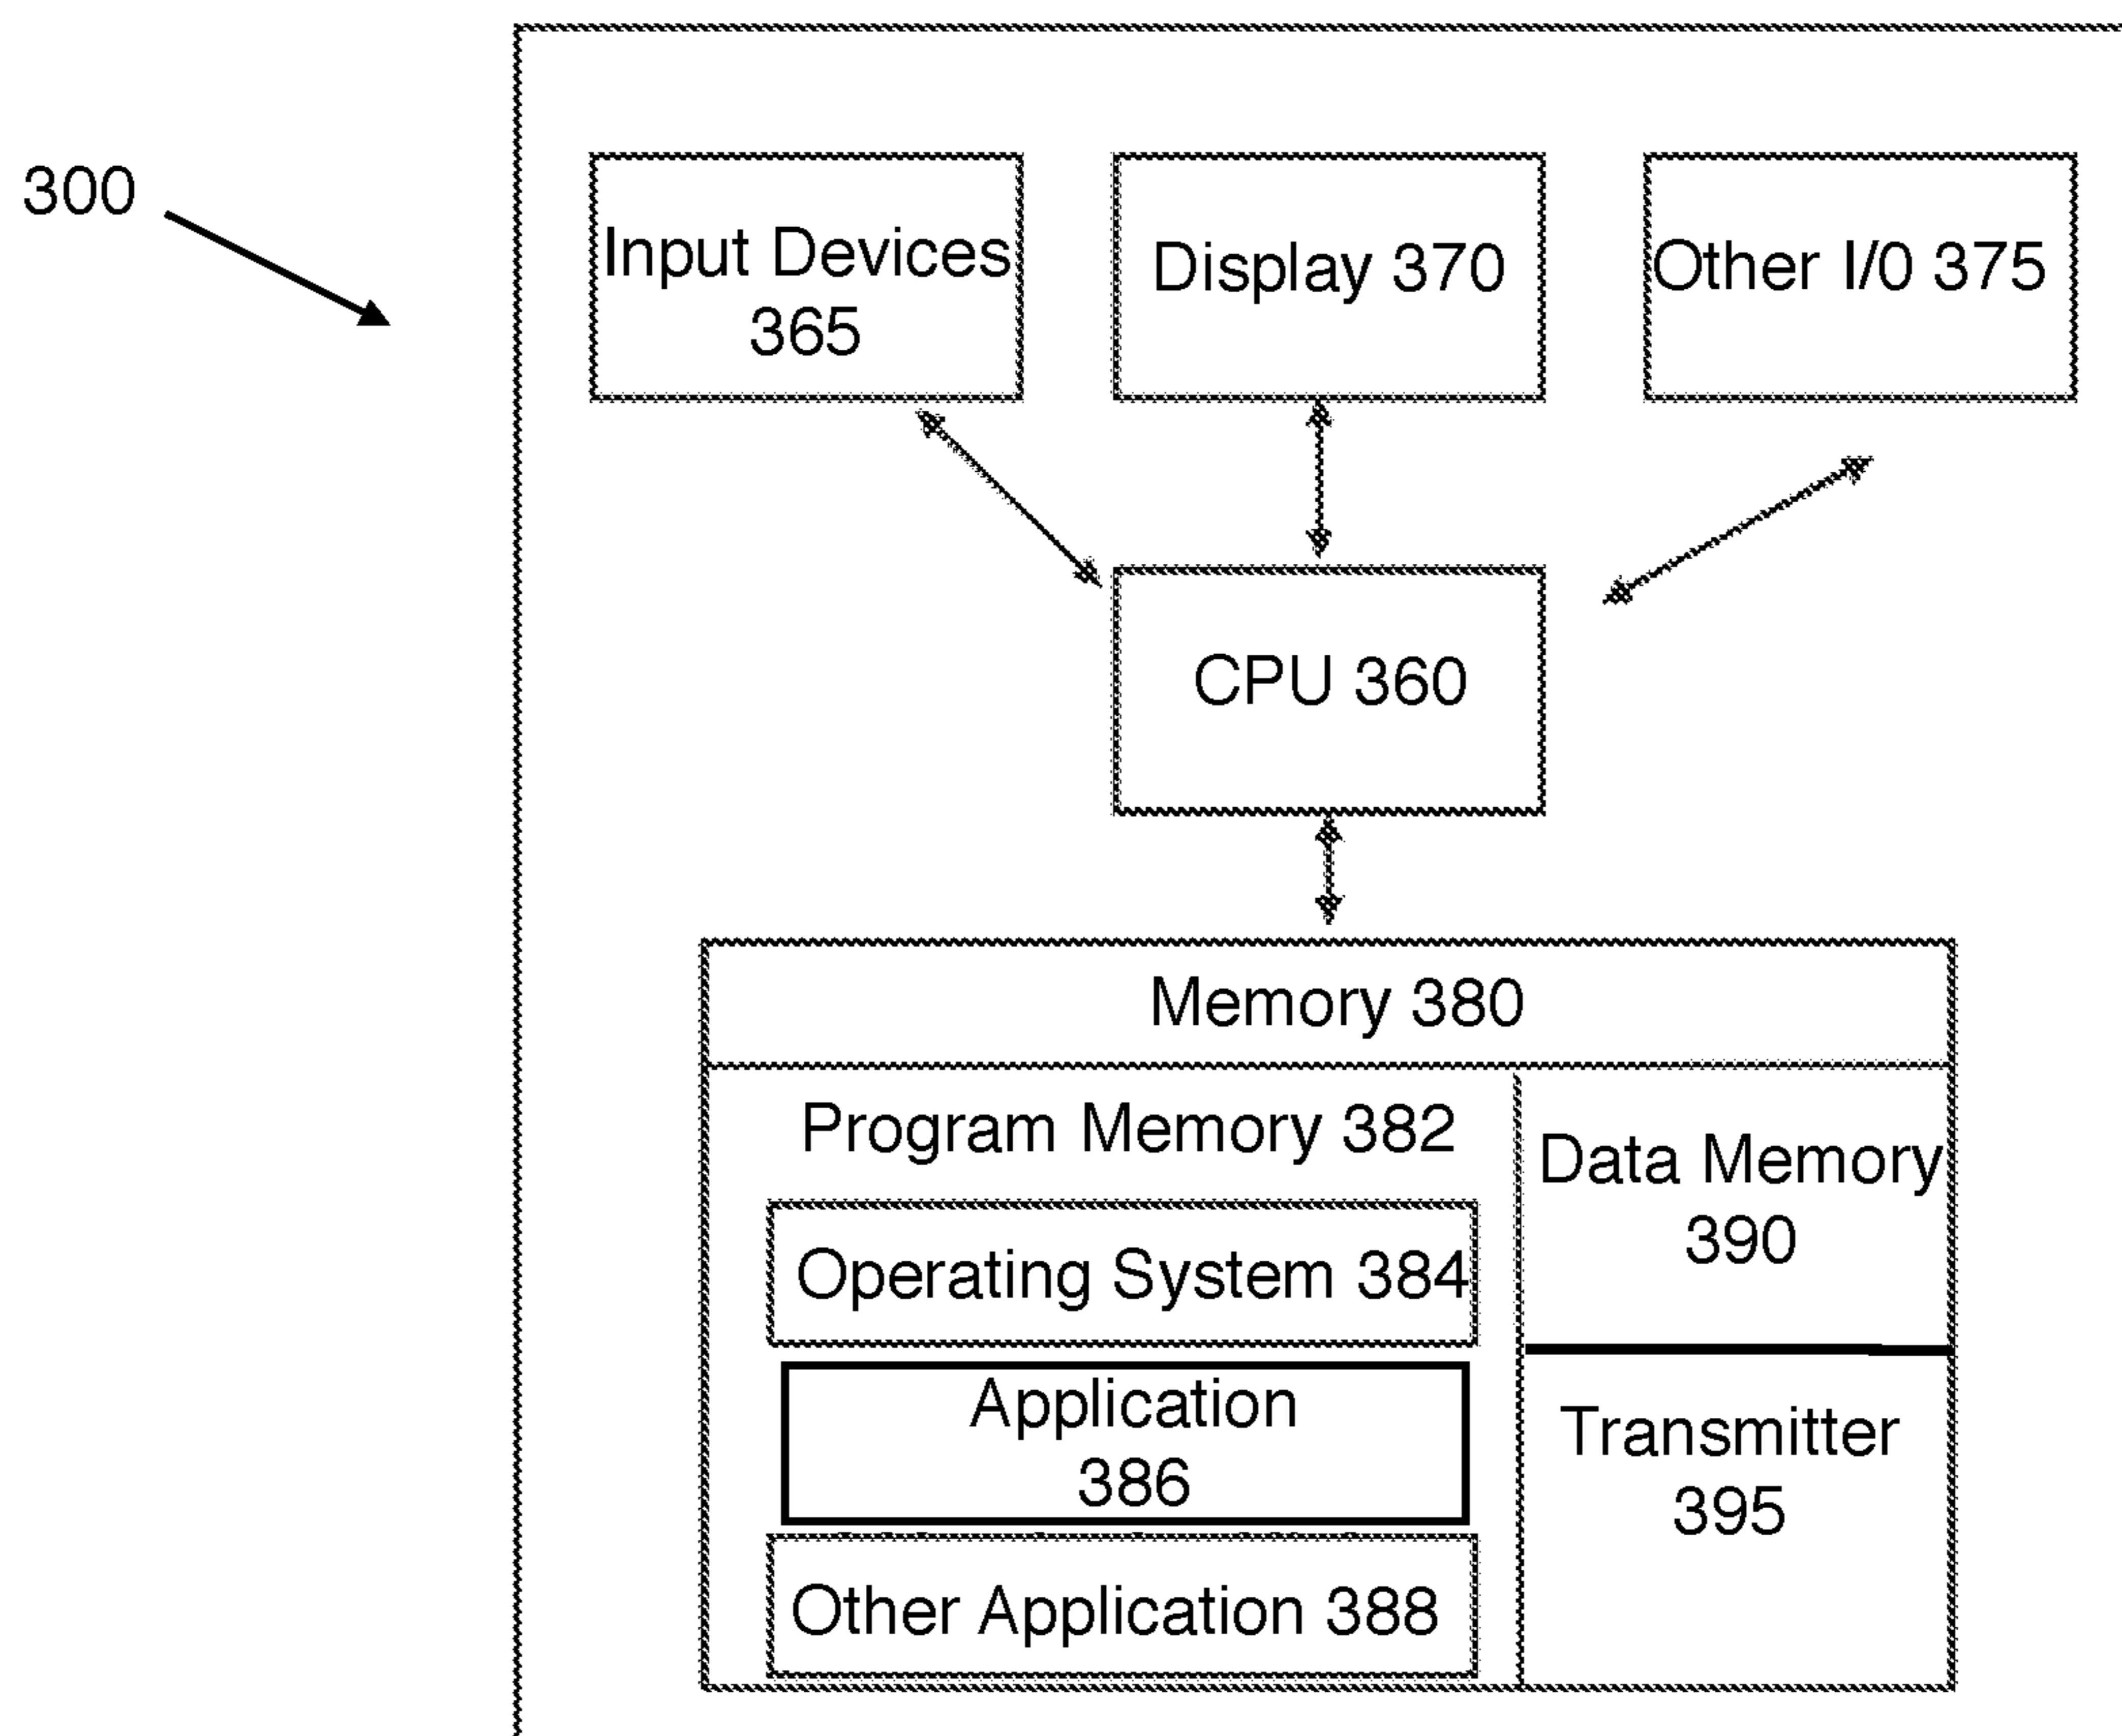 300
Input Devices
365
Display 370
Other I/0 375
CPU 360
Memory 380
Program Memory 382
Operating System 384
Application
386
Other Application 388
Data Memory
390
Transmitter
395